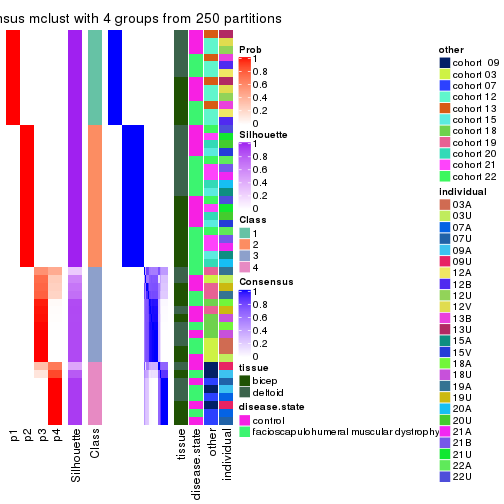 nsus mclust with 4 groups from 250 partitions
Prob
1
0.8
0.6
0.4
0.2
0
Silhouette
1
0.8
0.6
0.4
0.2
0
Class
1
2
3
4
Consensus
1
0.8
0.6
0.4
0.2
0
tissue
bicep
deltoid
disease.state
control
facioscapulohumeral muscular dystrophy
other
cohort 09
cohort 03
cohort 07
cohort 12
cohort 13
cohort 15
cohort 18
cohort 19
cohort 20
cohort 21
cohort 22
individual
03A
03U
07A
07U
09A
09U
12A
12B
12U
12V
13B
13U
15A
15V
18A
18U
19A
19U
20A
20U
21A
21B
21U
22A
22U
p1
p2
p3
p4
Silhouette
Class
tissue
disease.state
other
individual